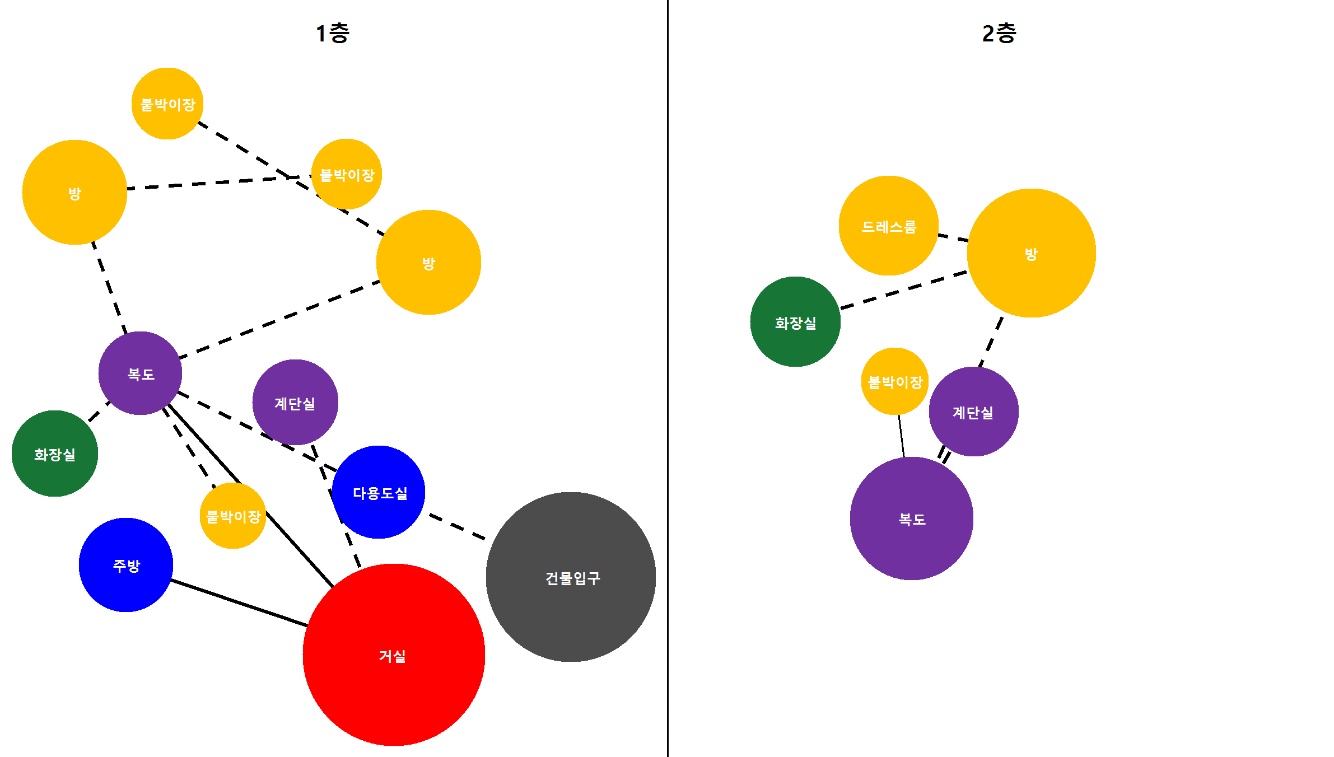 1층
붙박이장
붙박이장
방
방
복도
계단실
화장실
다용도실
붙박이장
주방
건물입구
거실
2층
드레스룸
방
화장실
붙박이장
계단실
복도